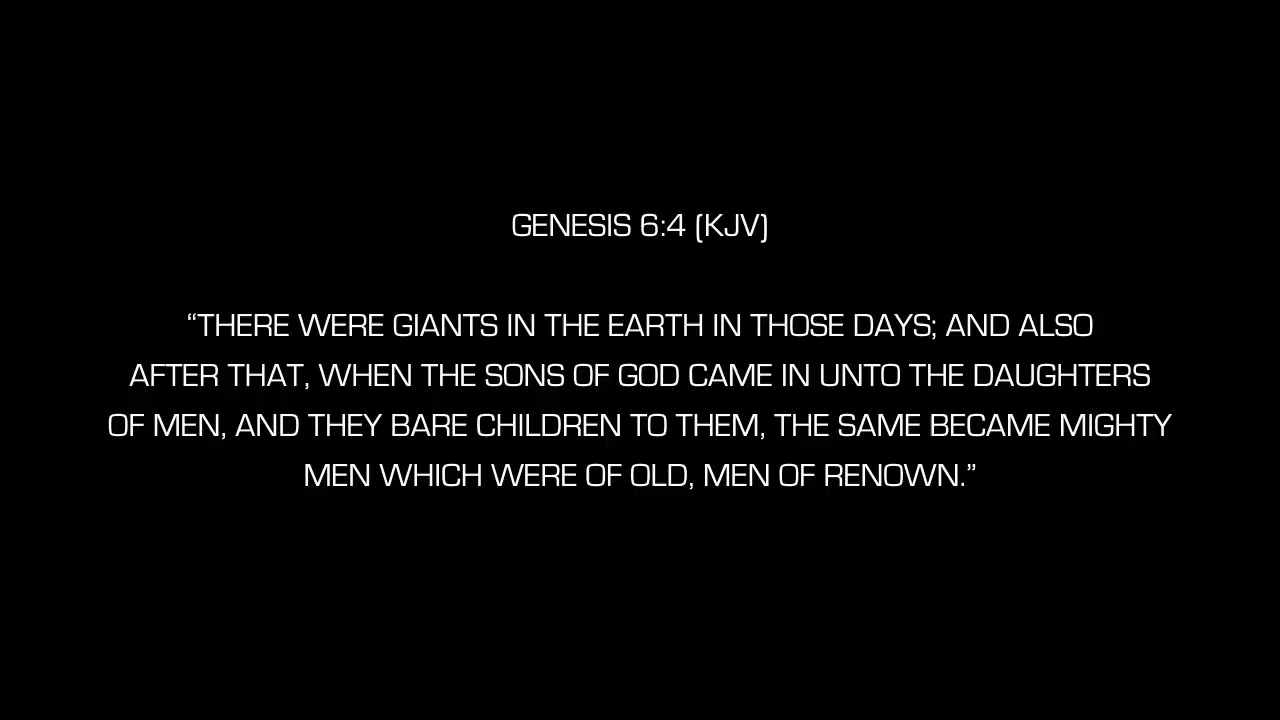 GENESIS 6:4 (KJV)
“THERE WERE GIANTS IN THE EARTH IN THOSE DAYS; AND ALSO
AFTER THAT, WHEN THE SONS OF GOD CAME IN UNTO THE DAUGHTERS
OF MEN, AND THEY BARE CHILDREN TO THEM, THE SAME BECAME MIGHTY
MEN WHICH WERE OF OLD, MEN OF RENOWN.”